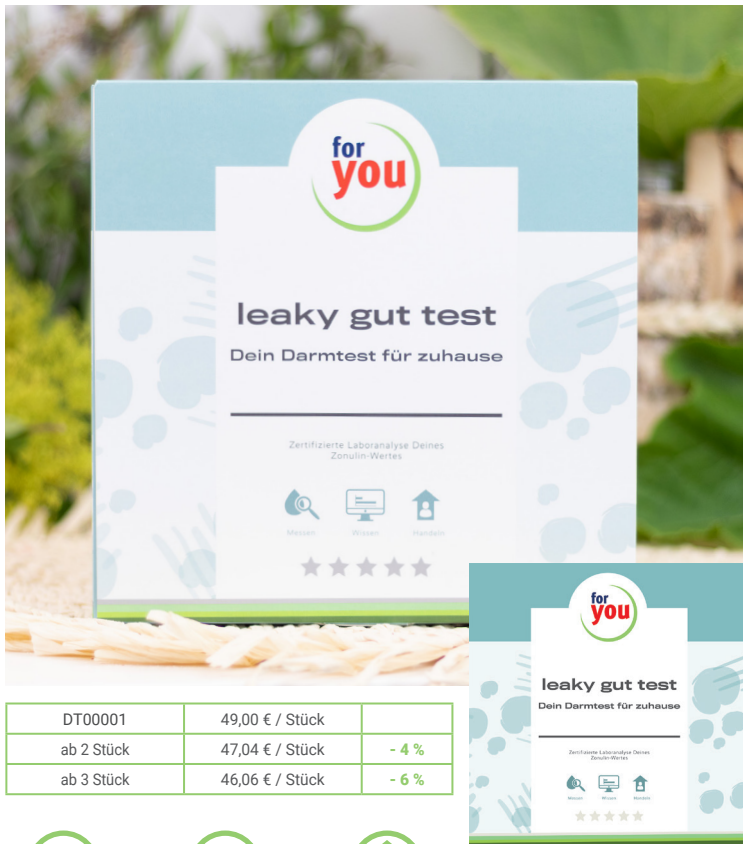 for
you
leaky gut test
Dein Darmtest für zuhause
Zertifizierte Laboranalyse Deines
Zonulin-Wertes
Messen Wissen Handeln
for
you
leaky gut test
Dein Darmtest für zuhause
Zertifizierte Laboranalyse Deines
Zonulin-Wertes
Messen Wissen Handeln
DT00001 49,00 € / Stück
ab 2 Stück 47,04 € / Stück - 4 %
ab 3 Stück 46,06 € / Stück - 6 %